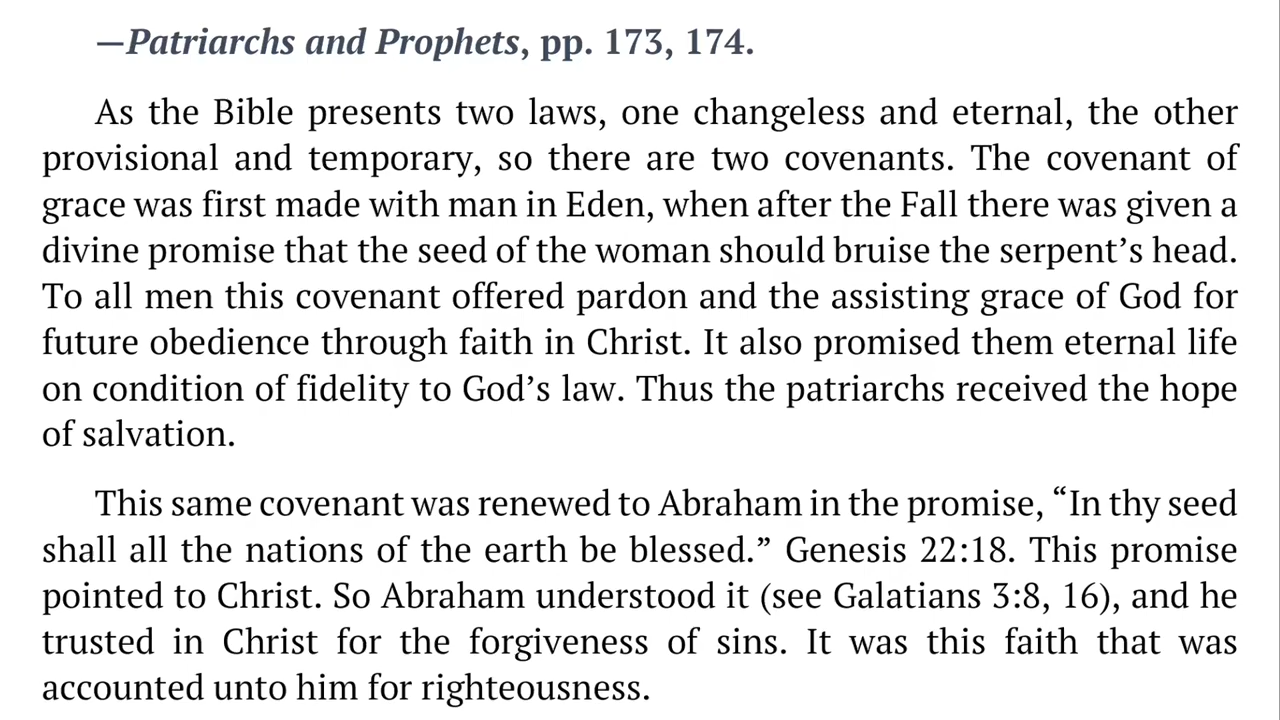 —Patriarchs and Prophets, pp. 173, 174.
As the Bible presents two laws, one changeless and eternal, the other
provisional and temporary, so there are two covenants. The covenant of
grace was first made with man in Eden, when after the Fall there was given a
divine promise that the seed of the woman should bruise the serpent’s head.
To all men this covenant offered pardon and the assisting grace of God for
future obedience through faith in Christ. It also promised them eternal life
on condition of fidelity to God’s law. Thus the patriarchs received the hope
of salvation.
This same covenant was renewed to Abraham in the promise, “In thy seed
shall all the nations of the earth be blessed.” Genesis 22:18. This promise
pointed to Christ. So Abraham understood it (see Galatians 3:8, 16), and he
trusted in Christ for the forgiveness of sins. It was this faith that was
accounted unto him for righteousness.